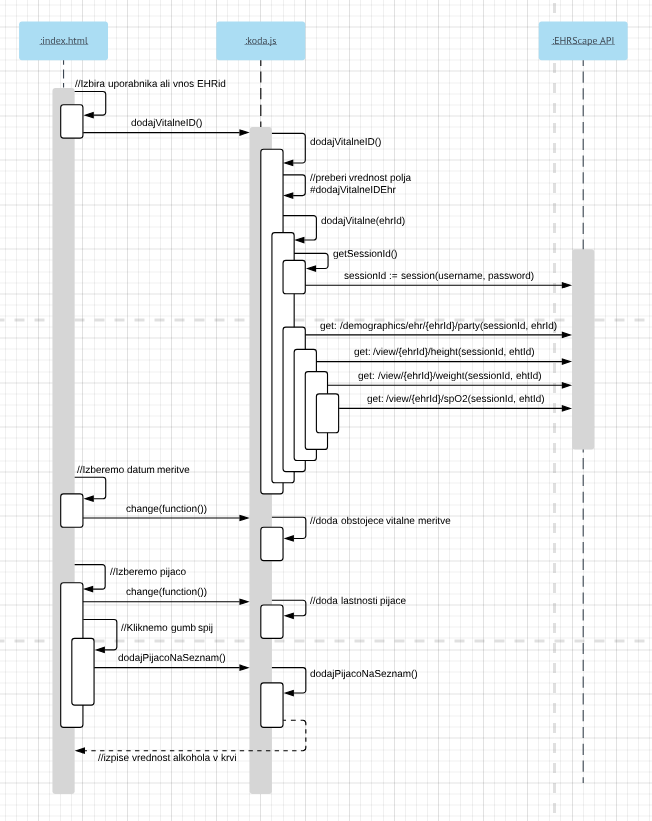 :index.html
:koda.js
:EHRScape API
//Izbira uporabnika ali vnos EHRid
dodajVitalneID()
dodajVitalneID()
//preberi vrednost polja
#dodajVitalneIDEhr
dodajVitalne(ehrId)
getSessionId()
sessionId := session(username, password)
get: /demographics/ehr/{ehrId}/party(sessionId, ehrId)
get: /view/{ehrId}/height(sessionId, ehtId)
get: /view/{ehrId}/weight(sessionId, ehtId)
get: /view/{ehrId}/spO2(sessionId, ehtId)
//Izberemo datum meritve
change(function())
//doda obstojece vitalne meritve
//Izberemo pijaco
change(function())
//doda lastnosti pijace
//Kliknemo gumb spij
dodajPijacoNaSeznam()
dodajPijacoNaSeznam()
//izpise vrednost alkohola v krvi